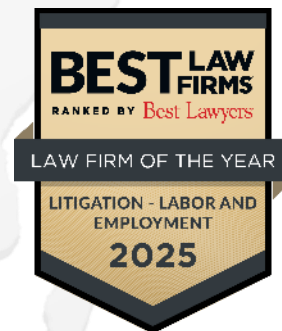 BEST LAW FIRMS
RANKED BY Best Lawyers
LAW FIRM OF THE YEAR
LITIGATION - LABOR AND
EMPLOYMENT
2025